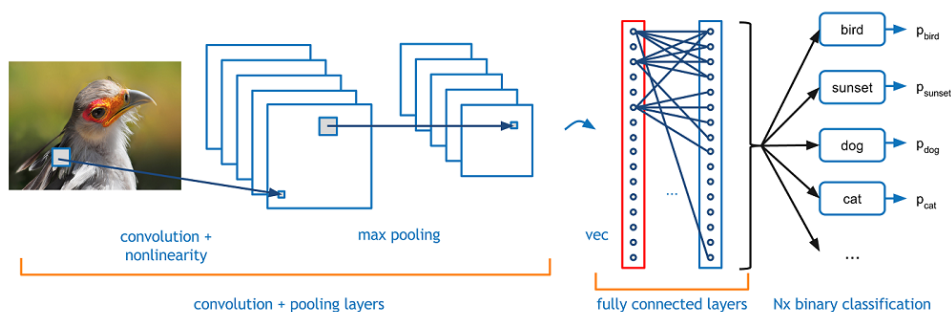 bird
p_bird
sunset
p_sunset
dog
p_dog
cat
p_cat
...
...
convolution +
nonlinearity
max pooling
vec
convolution + pooling layers
fully connected layers
Nx binary classification